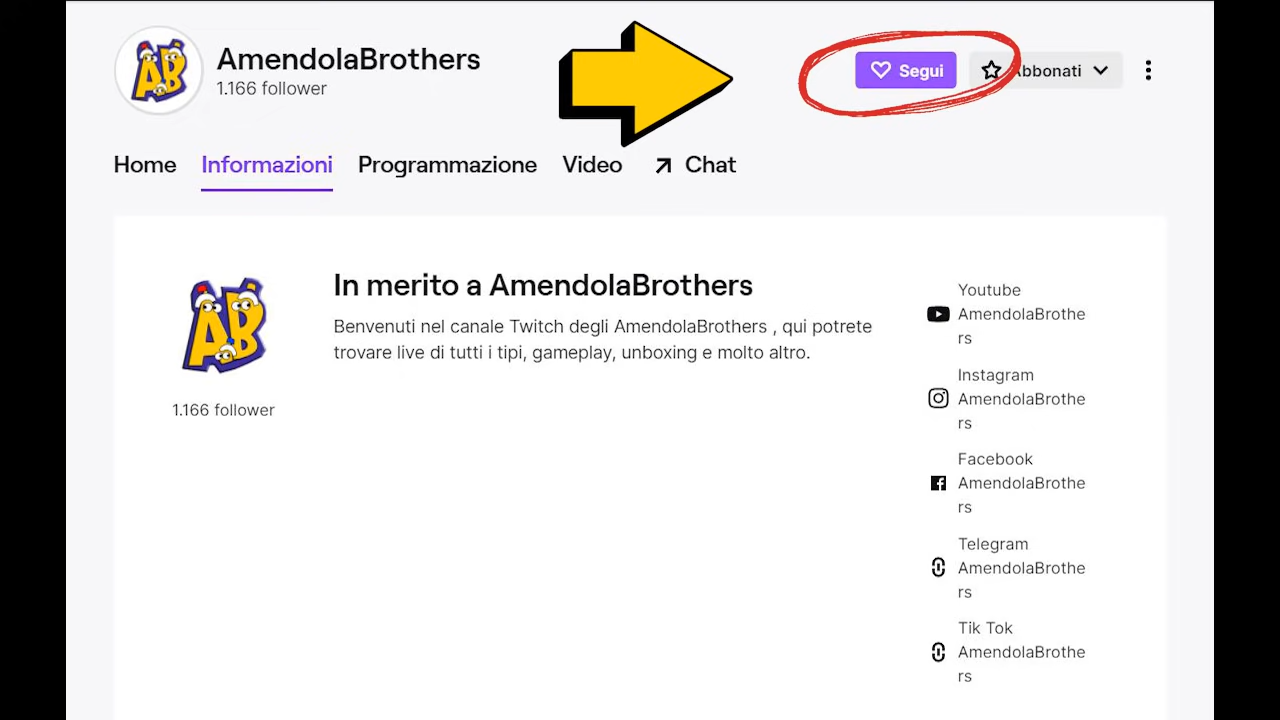 AmendolaBrothers
1.166 follower
Segui
Abbonati
Home Informazioni Programmazione Video Chat
AB
In merito a AmendolaBrothers
Benvenuti nel canale Twitch degli AmendolaBrothers , qui potrete
trovare live di tutti i tipi, gameplay, unboxing e molto altro.
1.166 follower
Youtube
AmendolaBrothe
rs
Instagram
AmendolaBrothe
rs
Facebook
AmendolaBrothe
rs
Telegram
AmendolaBrothe
rs
Tik Tok
AmendolaBrothe
rs